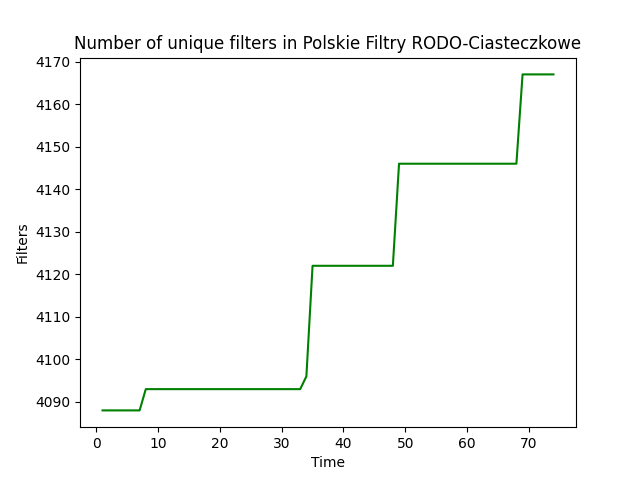 Number of unique filters in Polskie Filtry RODO-Ciasteczkowe
4170
4160
4150
4140
4130
4120
4110
4100
4090
Filters
0 10 20 30 40 50 60 70
Time